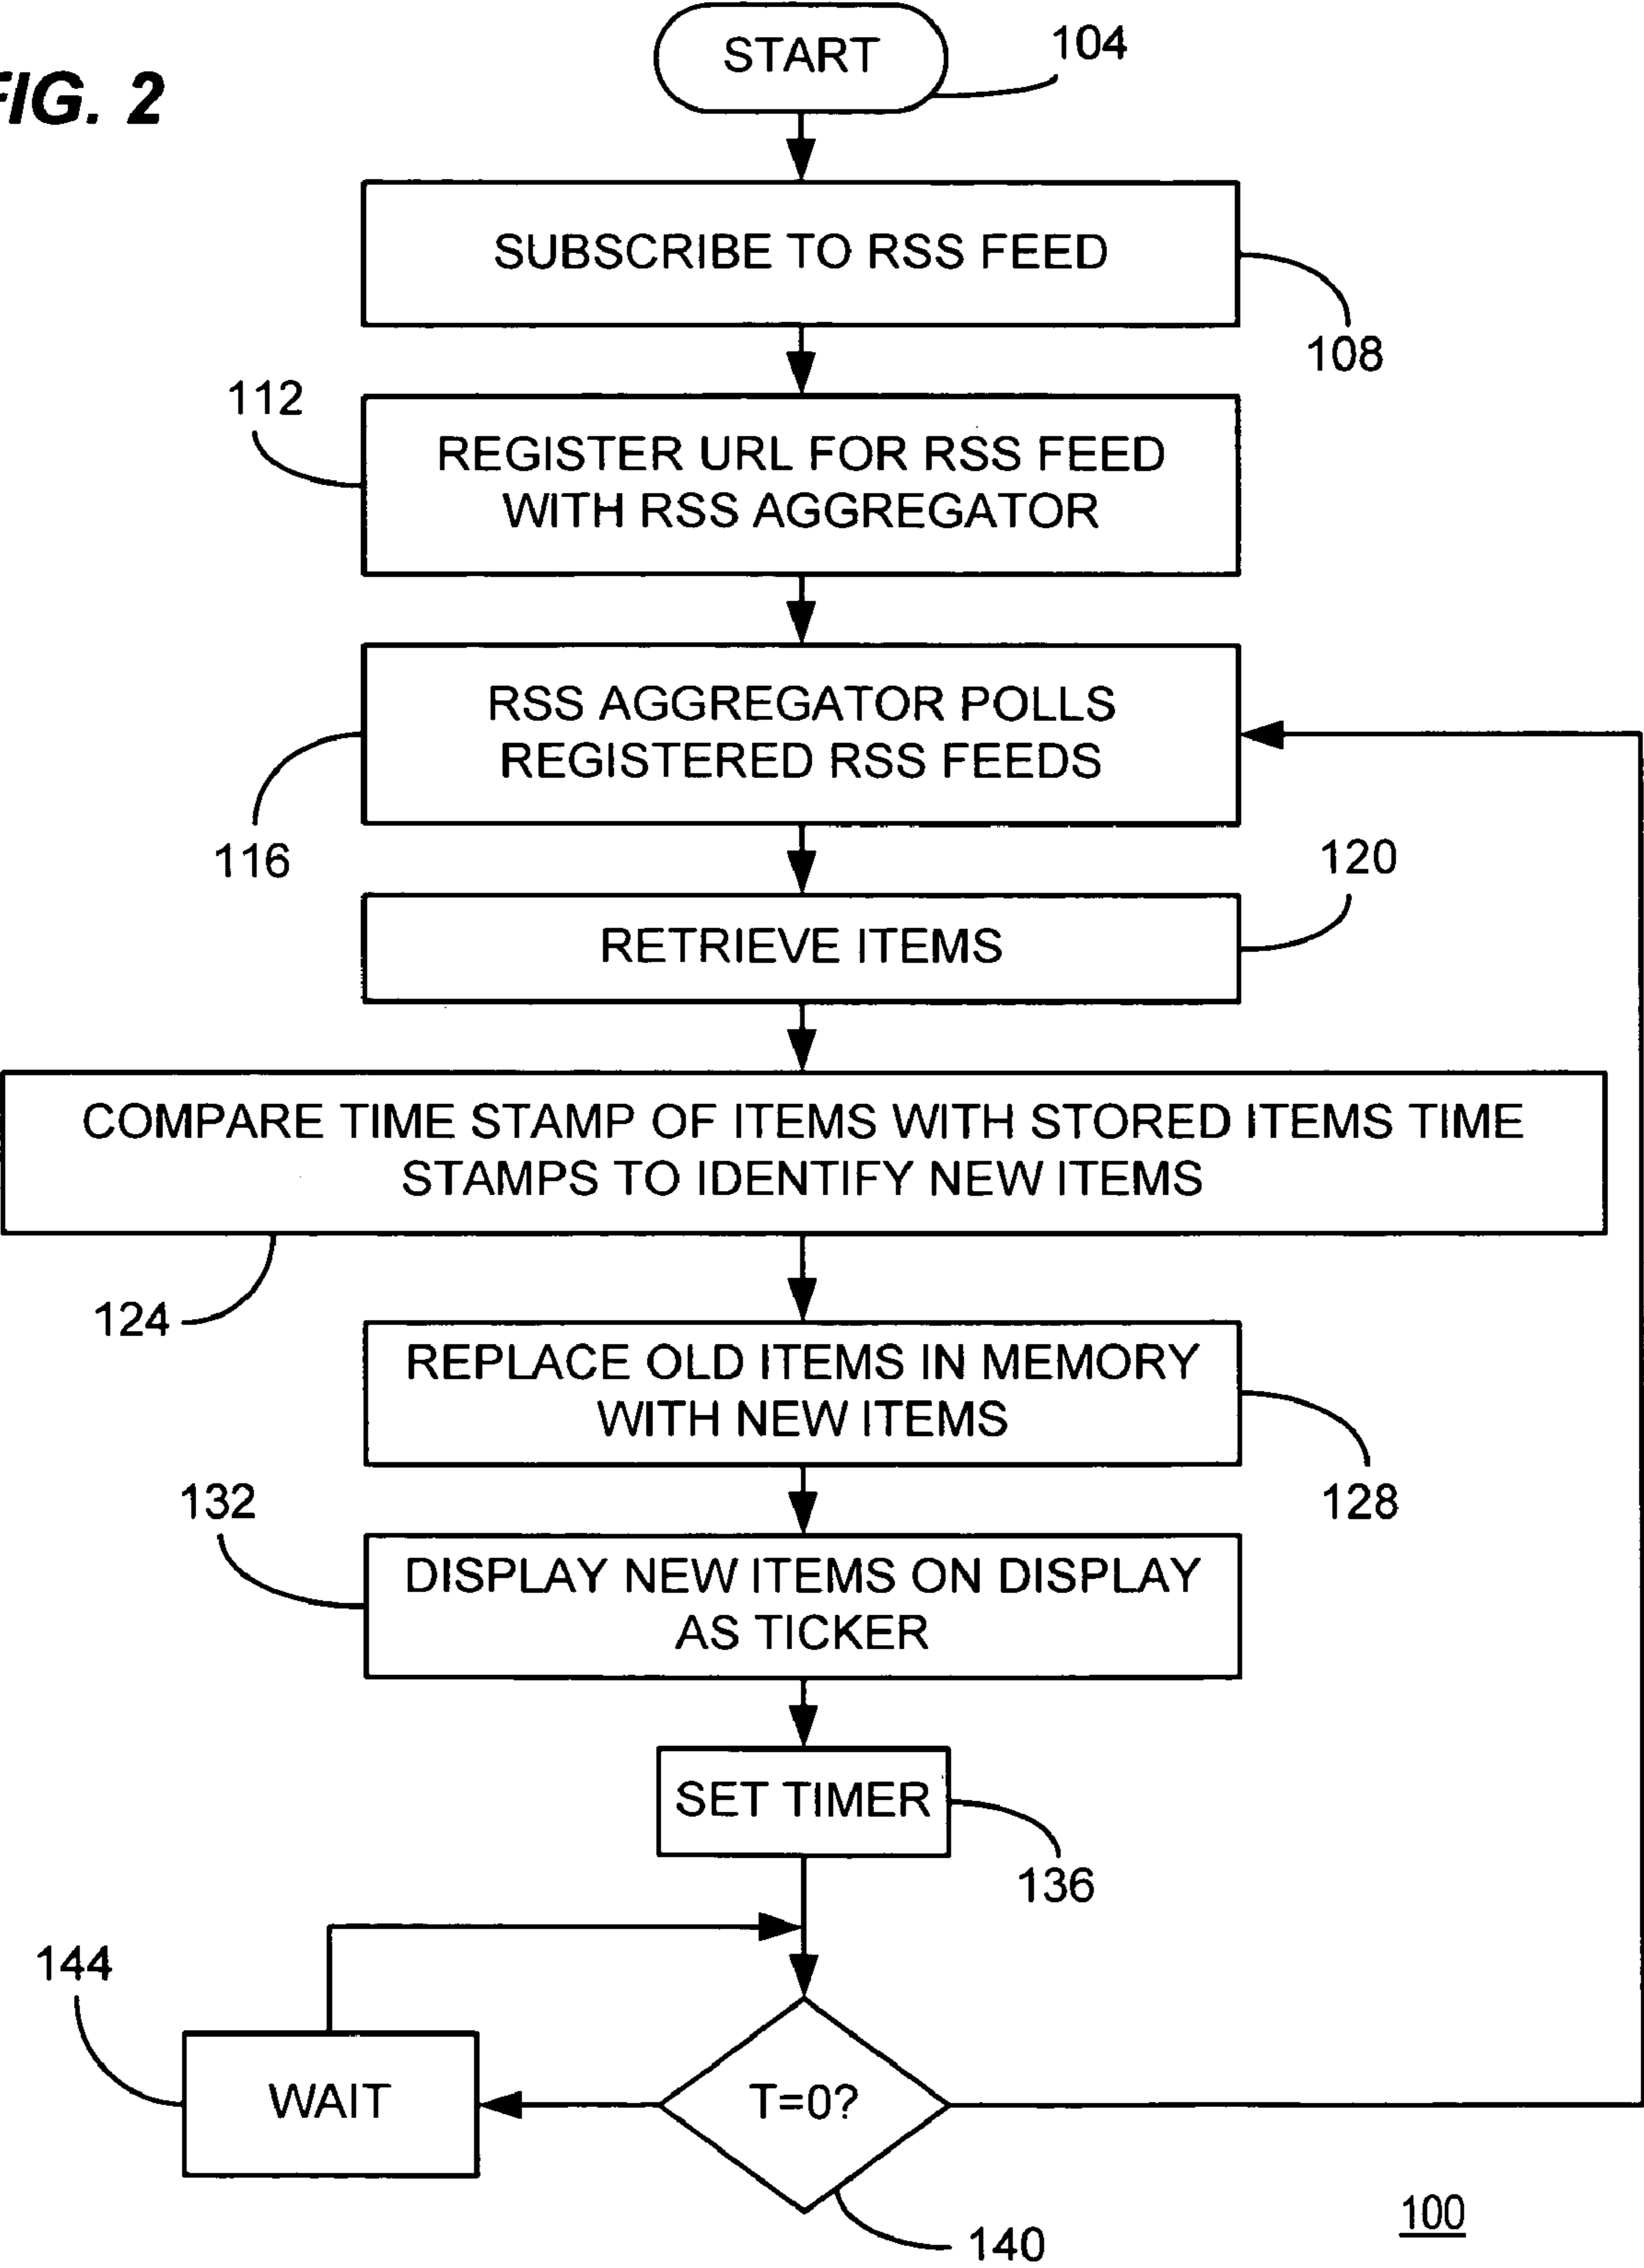 FIG. 2
START
104
SUBSCRIBE TO RSS FEED
108
112
REGISTER URL FOR RSS FEED
WITH RSS AGGREGATOR
RSS AGGREGATOR POLLS
REGISTERED RSS FEEDS
116
120
RETRIEVE ITEMS
COMPARE TIME STAMP OF ITEMS WITH STORED ITEMS TIME
STAMPS TO IDENTIFY NEW ITEMS
124
REPLACE OLD ITEMS IN MEMORY
WITH NEW ITEMS
128
132
DISPLAY NEW ITEMS ON DISPLAY
AS TICKER
SET TIMER
136
144
WAIT
T=0?
140
100